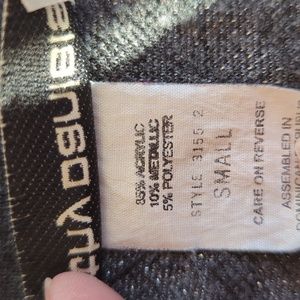 85% ACRYLIC
10% METALLIC
5% POLYESTER
STYLE 3155 2
SMALL
CARE ON REVERSE
ASSEMBLED IN